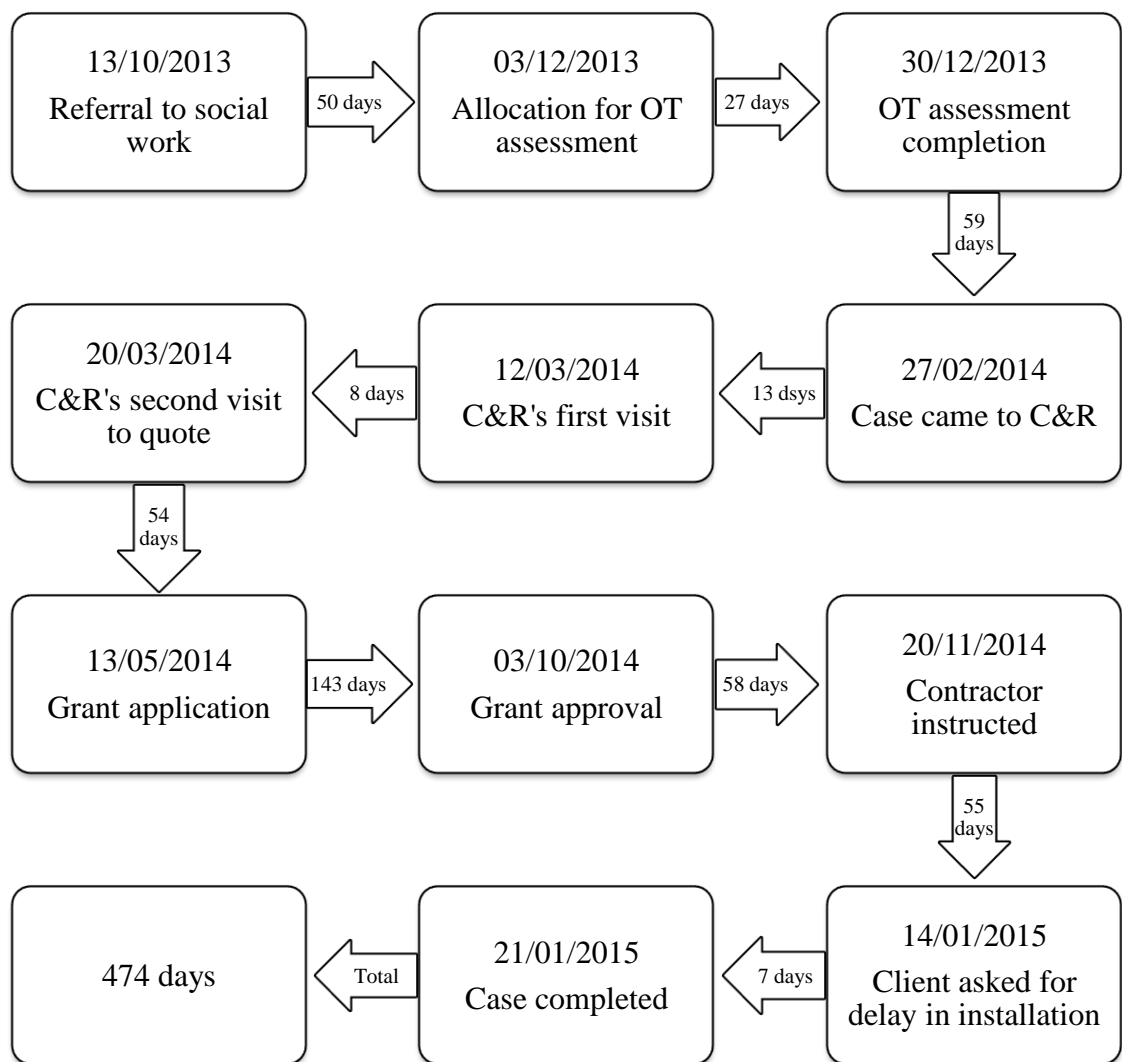 13/10/2013
Referral to social
work
50 days
03/12/2013
Allocation for OT
assessment
27 days
30/12/2013
OT assessment
completion
59
days
27/02/2014
Case came to C&R
13 dsys
12/03/2014
C&R's first visit
8 days
20/03/2014
C&R's second visit
to quote
54
days
13/05/2014
Grant application
143 days
03/10/2014
Grant approval
58 days
20/11/2014
Contractor
instructed
55
days
14/01/2015
Client asked for
delay in installation
7 days
21/01/2015
Case completed
Total
474 days